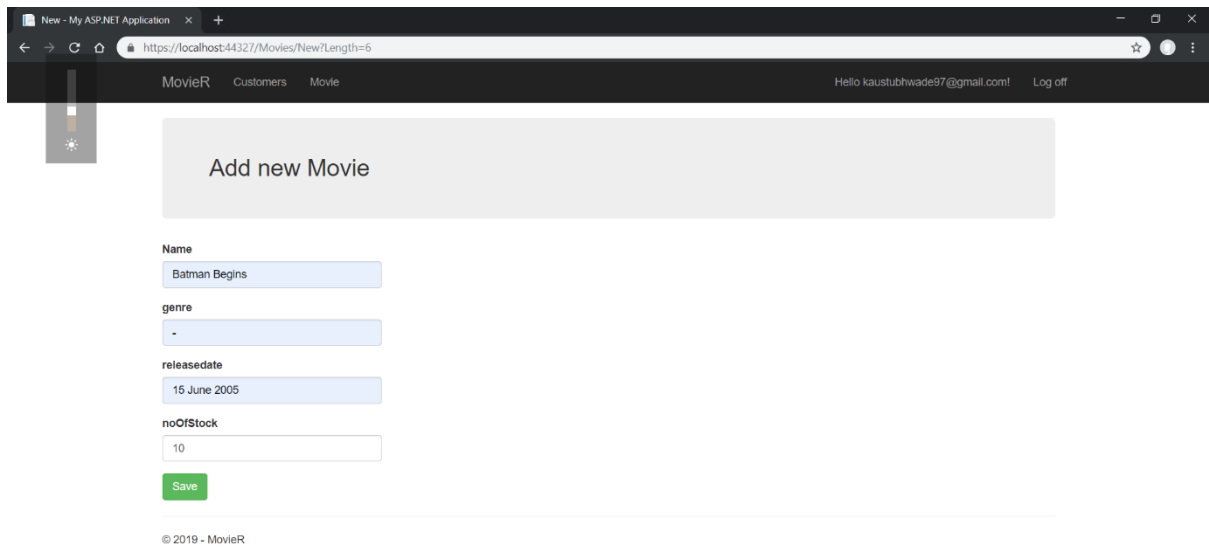 New - My ASP.NET Application
https://localhost:44327/Movies/New?Length=6
MovieR Customers Movie Hello kaustubhwade97@gmail.com! Log off
Add new Movie
Name
Batman Begins
genre
-
releasedate
15 June 2005
noOfStock
10
Save
© 2019 - MovieR